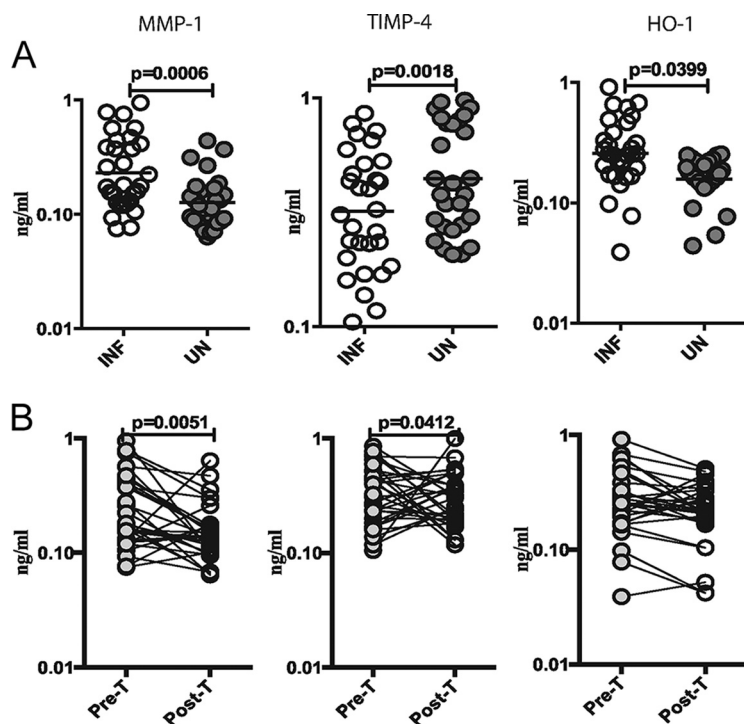 MMP-1 TIMP-4 HO-1
A
p=0.0006 p=0.0018 p=0.0399
1 1 1
ng/ml ng/ml ng/ml
0.10 0.10
0.01 0.1 0.01
INF UN INF UN INF UN
B
p=0.0051 p=0.0412
1 1 1
ng/ml ng/ml ng/ml
0.10 0.10 0.10
0.01 0.01 0.01
Pre-T Post-T Pre-T Post-T Pre-T Post-T